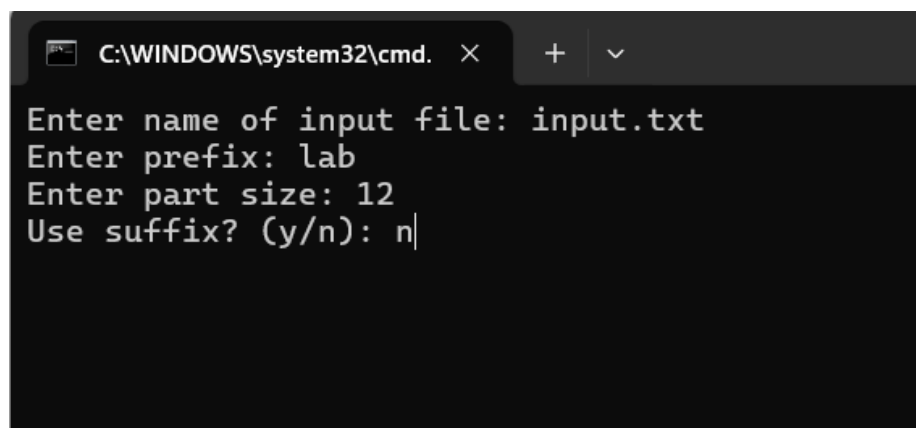 C:\WINDOWS\system32\cmd.
Enter name of input file: input.txt
Enter prefix: lab
Enter part size: 12
Use suffix? (y/n): n